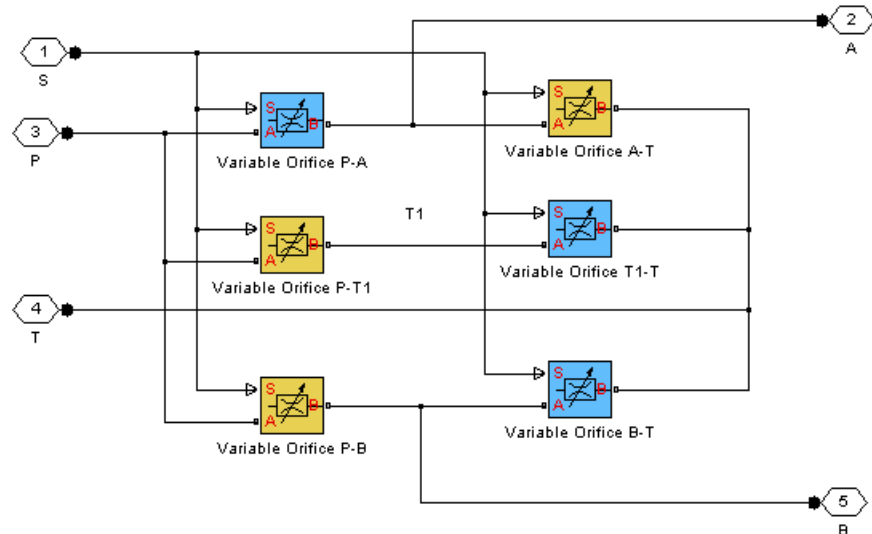 2
A
1
S
S
A
B
Variable Orifice P-A
S
A
B
Variable Orifice A-T
3
P
T1
S
A
B
Variable Orifice P-T1
S
A
B
Variable Orifice T1-T
4
T
S
A
B
Variable Orifice P-B
S
A
B
Variable Orifice B-T
5
B